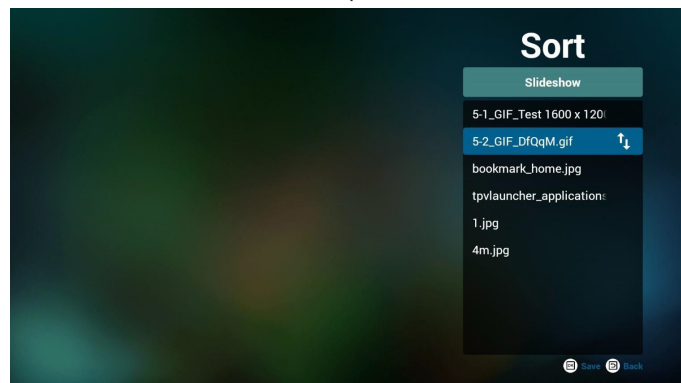 Sort
Slideshow
5-1_GIF_Test 1600 x 120
5-2_GIF_DfQqM.gif
bookmark_home.jpg
tpvlauncher_applications
1.jpg
4m.jpg
Save Back